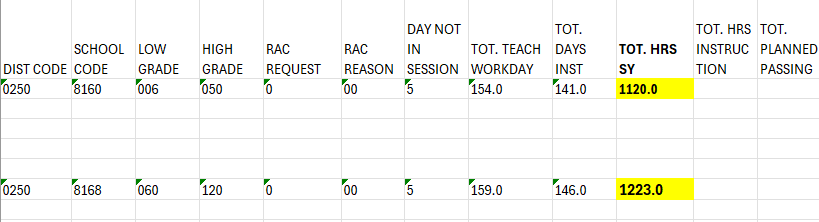 DIST CODE SCHOOL CODE LOW GRADE HIGH GRADE RAC REQUEST RAC REASON DAY NOT IN SESSION TOT. TEACH WORKDAY TOT. DAYS INST TOT. HRS SY TOT. HRS INSTRUC TION TOT. PLANNED PASSING
0250 8160 006 050 0 00 5 154.0 141.0 1120.0
0250 8168 060 120 0 00 5 159.0 146.0 1223.0